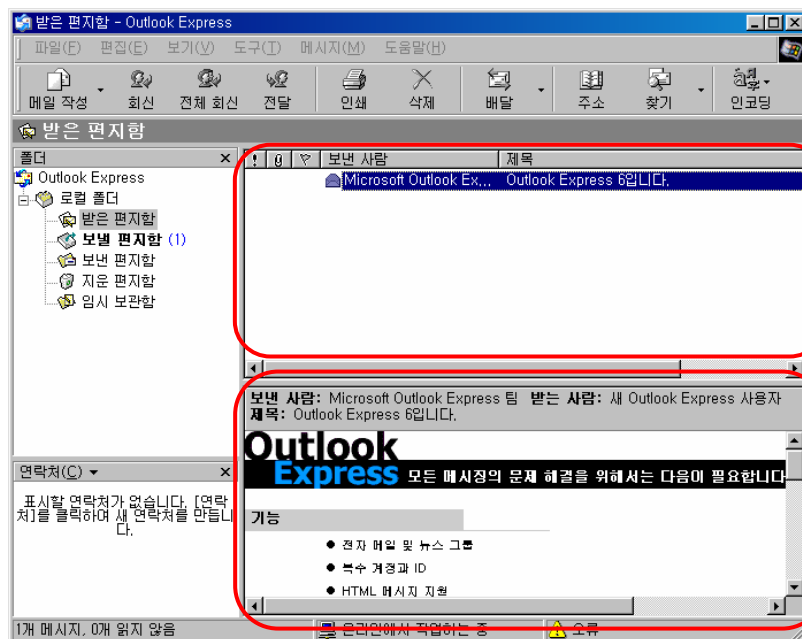 받은 편지함 - Outlook Express
파일(F) 편집(E) 보기(V) 도구(T) 메시지(M) 도움말(H)
메일 작성 회신 전체 회신 전달 인쇄 삭제 배달 주소 찾기 인코딩
받은 편지함
폴더
Outlook Express
로컬 폴더
받은 편지함
보낼 편지함 (1)
보낸 편지함
지운 편지함
임시 보관함
연락처(C)
표시할 연락처가 없습니다. [연락
처]를 클릭하여 새 연락처를 만듭니
다.
! 보낸 사람 제목
Microsoft Outlook Ex... Outlook Express 6입니다.
보낸 사람: Microsoft Outlook Express 팀 받는 사람: 새 Outlook Express 사용자
제목: Outlook Express 6입니다.
Outlook
Express 모든 메시징의 문제 해결을 위해서는 다음이 필요합니다
기능
● 전자 메일 및 뉴스 그룹
● 복수 계정과 ID
● HTML 메시지 지원
1개 메시지, 0개 읽지 않음 온라인에서 작업하는 중 오류